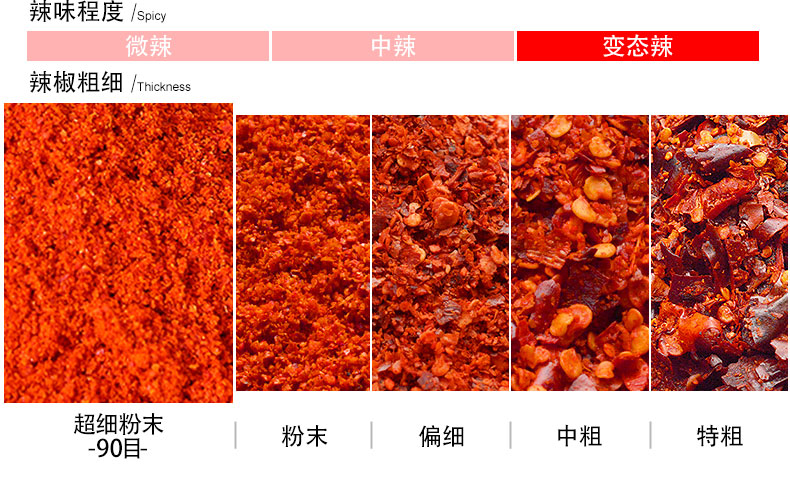 辣味程度 /Spicy
微辣 中辣 变态辣
辣椒粗细 /Thickness
超细粉末 粉末 偏细 中粗 特粗
-90目-